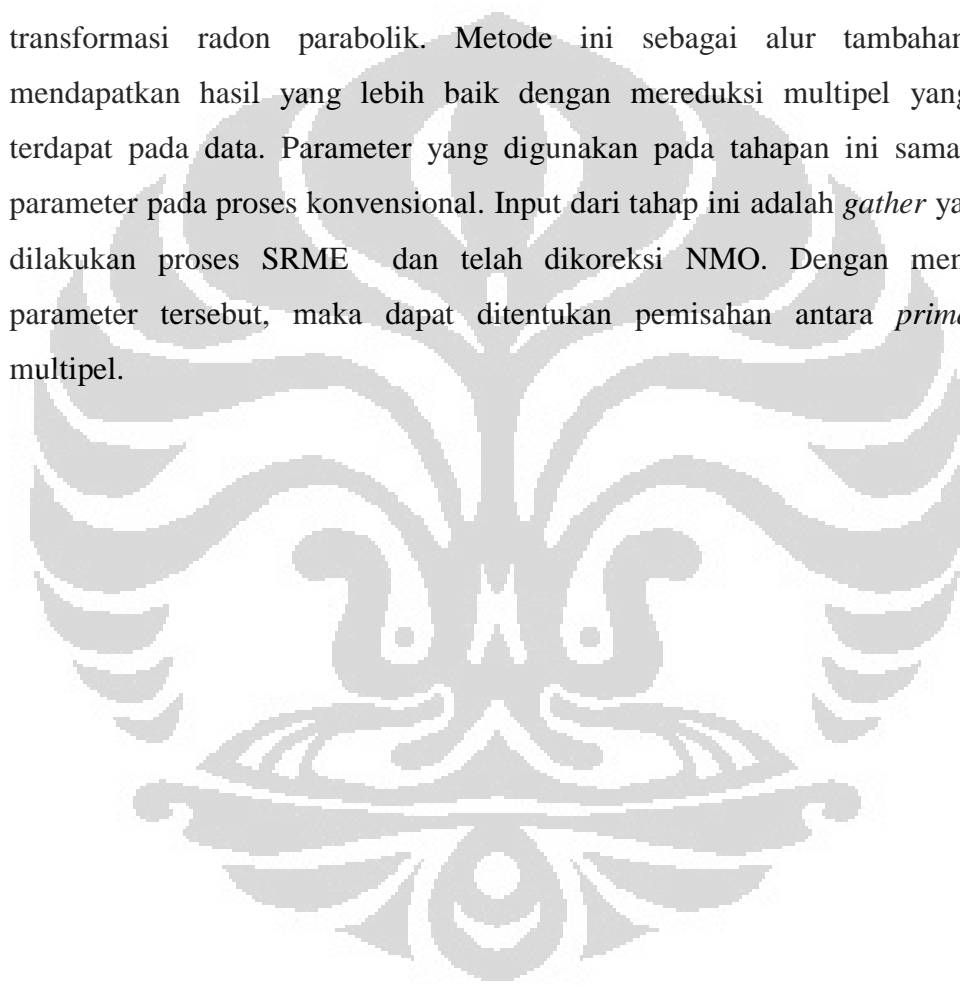 transformasi radon parabolik. Metode ini sebagai alur tambahan
mendapatkan hasil yang lebih baik dengan mereduksi multipel yang
terdapat pada data. Parameter yang digunakan pada tahapan ini sama
parameter pada proses konvensional. Input dari tahap ini adalah gather ya
dilakukan proses SRME dan telah dikoreksi NMO. Dengan men
parameter tersebut, maka dapat ditentukan pemisahan antara prima
multipel.